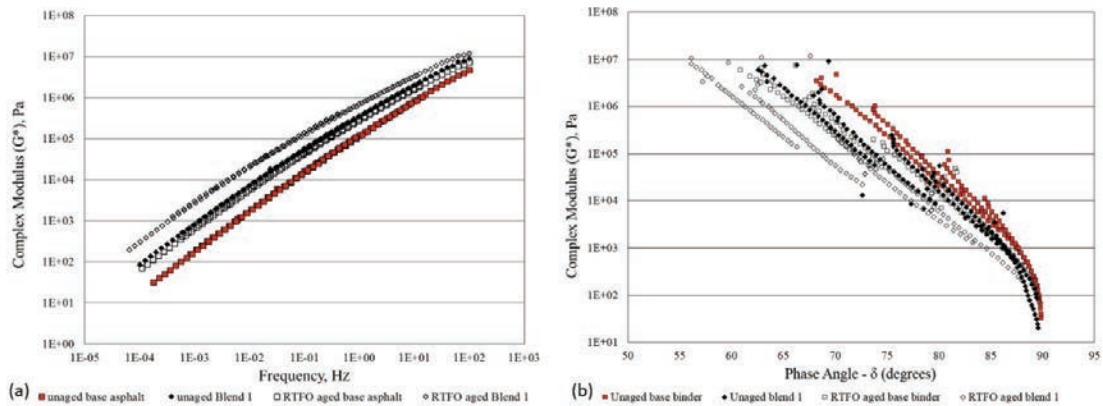 1E+08
1E+07
1E+06
1E+05
1E+04
1E+03
1E+02
1E+01
1E+00
Complex Modulus (G*), Pa
1E-05 1E-04 1E-03 1E-02 1E-01 1E+00 1E+01 1E+02 1E+03
Frequency, Hz
(a) unaged base asphalt unaged Blend 1 RTFO aged base asphalt RTFO aged Blend 1
1E+08
1E+07
1E+06
1E+05
1E+04
1E+03
1E+02
1E+01
Complex Modulus (G*), Pa
50 55 60 65 70 75 80 85 90 95
Phase Angle - δ (degrees)
(b) Unaged base binder Unaged blend 1 RTFO aged base binder RTFO aged blend 1